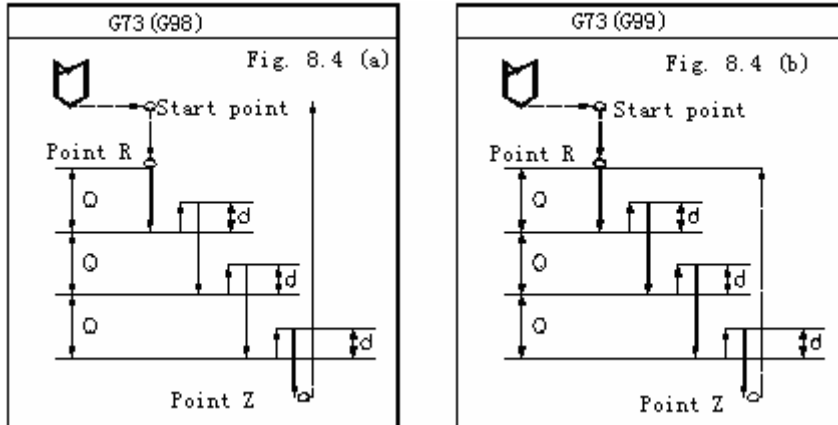 G73 (G98)
Fig. 8.4 (a)
Start point
Point R
Q
d
Q
d
Q
d
Point Z
G73 (G99)
Fig. 8.4 (b)
Start point
Point R
Q
d
Q
d
Q
d
Point Z